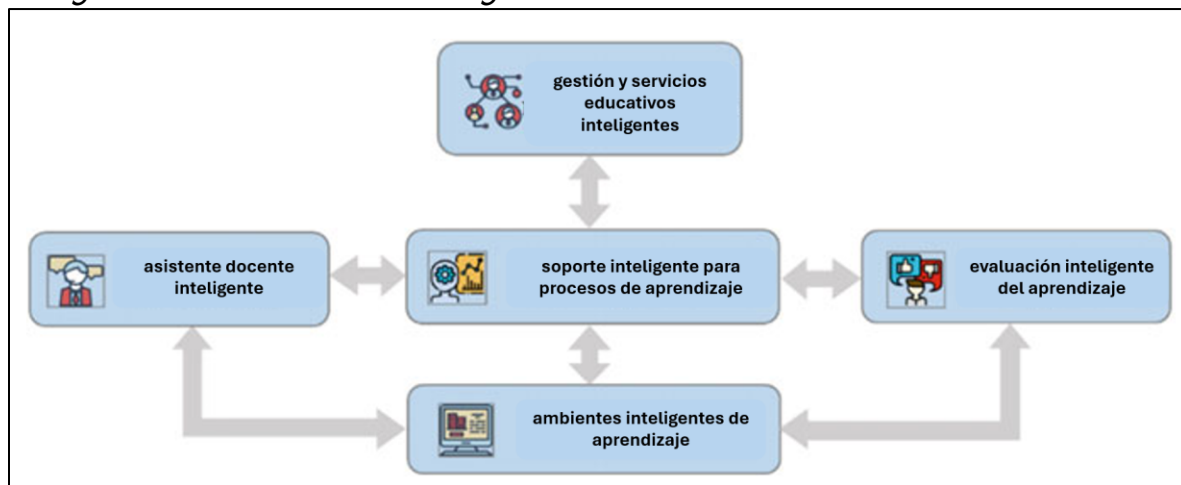 gestión y servicios
educativos
inteligentes
asistente docente
inteligente
soporte inteligente para
procesos de aprendizaje
evaluación inteligente
del aprendizaje
ambientes inteligentes de
aprendizaje